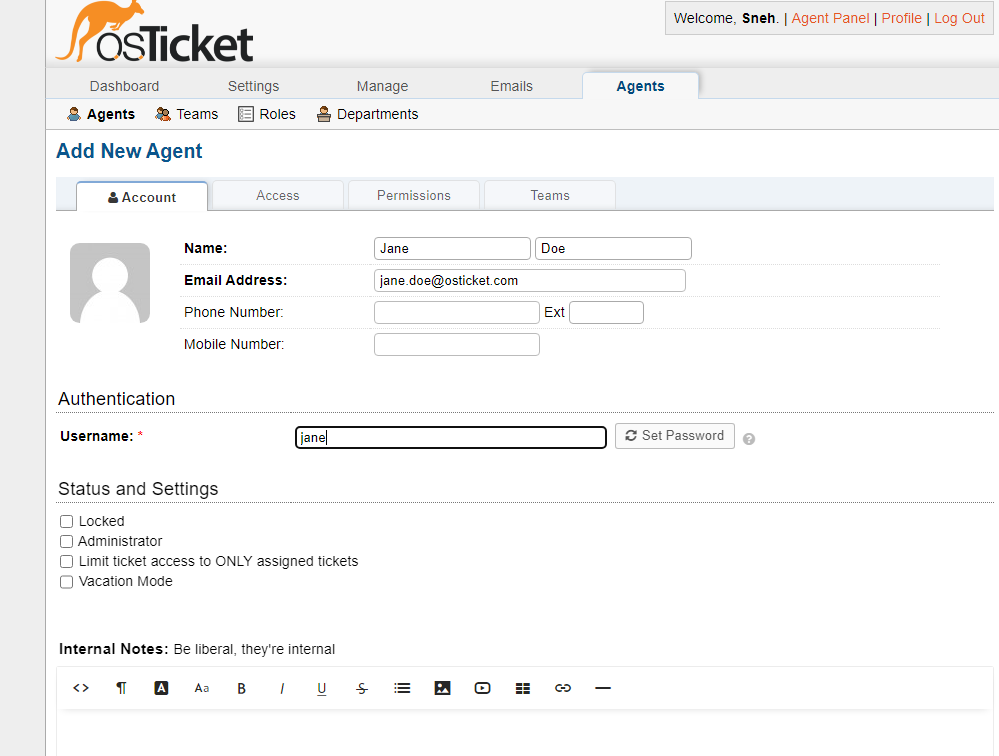 osTicket
Welcome, Sneh. | Agent Panel | Profile | Log Out
Dashboard Settings Manage Emails Agents
Agents Teams Roles Departments
Add New Agent
Account Access Permissions Teams
Name: Jane Doe
Email Address: jane.doe@osticket.com
Phone Number: Ext
Mobile Number:
Authentication
Username: * jane Set Password ?
Status and Settings
Locked
Administrator
Limit ticket access to ONLY assigned tickets
Vacation Mode
Internal Notes: Be liberal, they're internal
<> ¶ A Aa B I U S